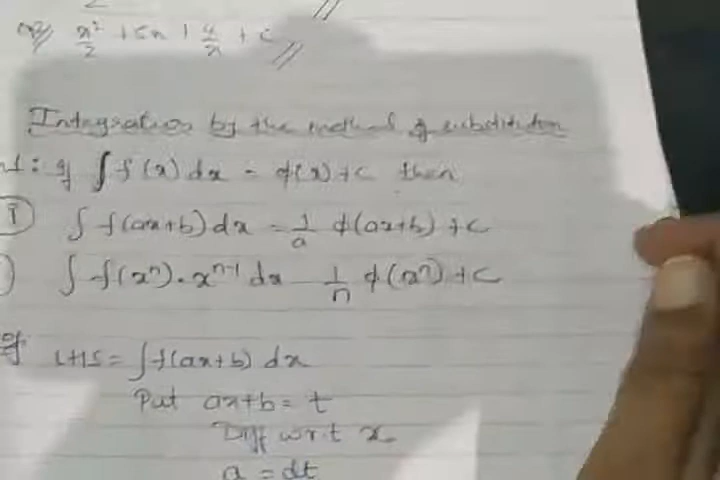 x²/2 + 5x + 4/x + c //
Integration by the method of substitution
: If ∫ f(x) dx = φ(x) + c then
∫ f(ax+b) dx = 1/a φ(ax+b) + c
∫ f(xⁿ) . xⁿ⁻¹ dx = 1/n φ(xⁿ) + c
LHS = ∫ f(ax+b) dx
Put ax+b = t
Diff w.r.t x
a = dt